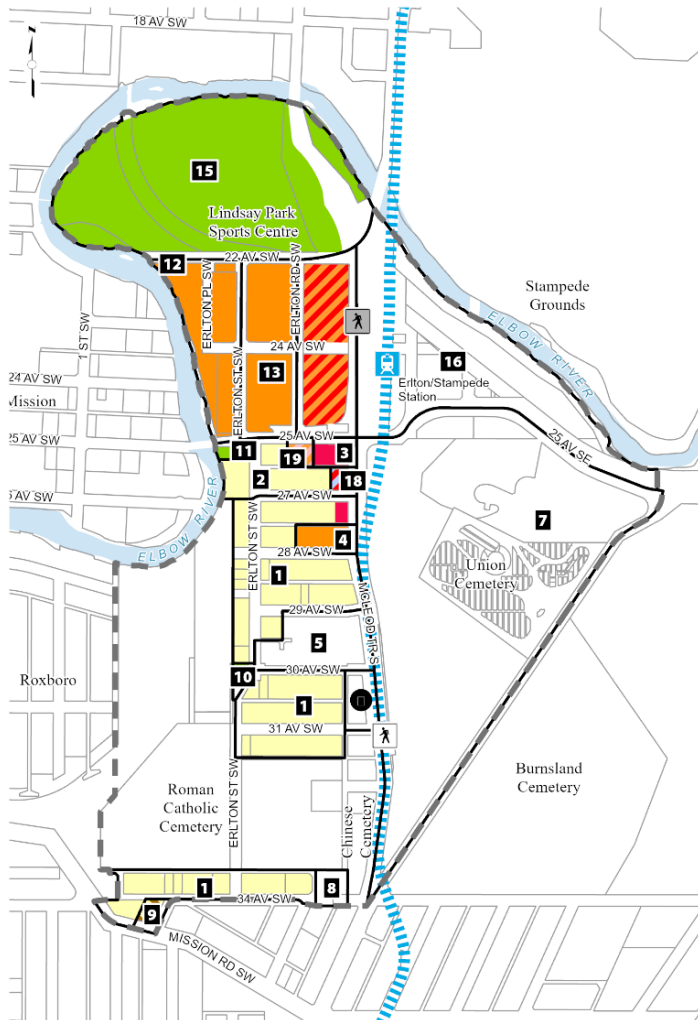 18 AV SW
15
Lindsay Park
Sports Centre
12
22 AV SW
ERLTON PL SW
ERLTON RD SW
ERLTON ST SW
Stampede
Grounds
ELBOW RIVER
1 ST SW
24 AV SW
13
16
Erlton/Stampede
Station
24 AV SW
Mission
25 AV SW
25 AV SW
25 AV SE
11
19
3
2
18
27 AV SW
ELBOW RIVER
7
4
28 AV SW
ERLTON ST SW
1
Union
Cemetery
MCLEOD TR S
29 AV SW
5
Roxboro
10
30 AV SW
1
31 AV SW
Roman
Catholic
Cemetery
ERLTON ST SW
Chinese
Cemetery
Burnsland
Cemetery
1
8
34 AV SW
9
MISSION RD SW